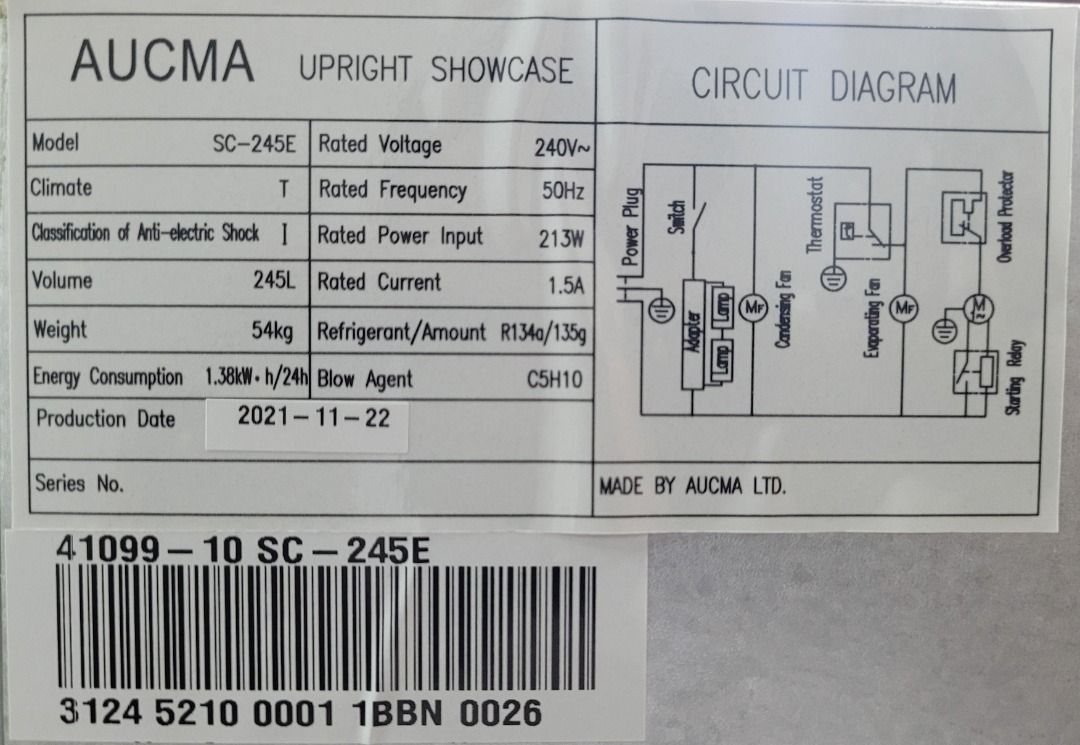 AUCMA UPRIGHT SHOWCASE
Model SC-245E
Rated Voltage 240V~
Climate T
Rated Frequency 50Hz
Classification of Anti-electric Shock I
Rated Power Input 213W
Volume 245L
Rated Current 1.5A
Weight 54kg
Refrigerant/Amount R134a/135g
Energy Consumption 1.38kW·h/24h
Blow Agent C5H10
Production Date 2021-11-22
Series No.
CIRCUIT DIAGRAM
Power Plug
Switch
Adapter
Lamp
Lamp
MF
Condensing Fan
Thermostat
Evaporating Fan
MF
Overload Protector
M
Starting Relay
MADE BY AUCMA LTD.
41099-10 SC-245E
3124 5210 0001 1BBN 0026